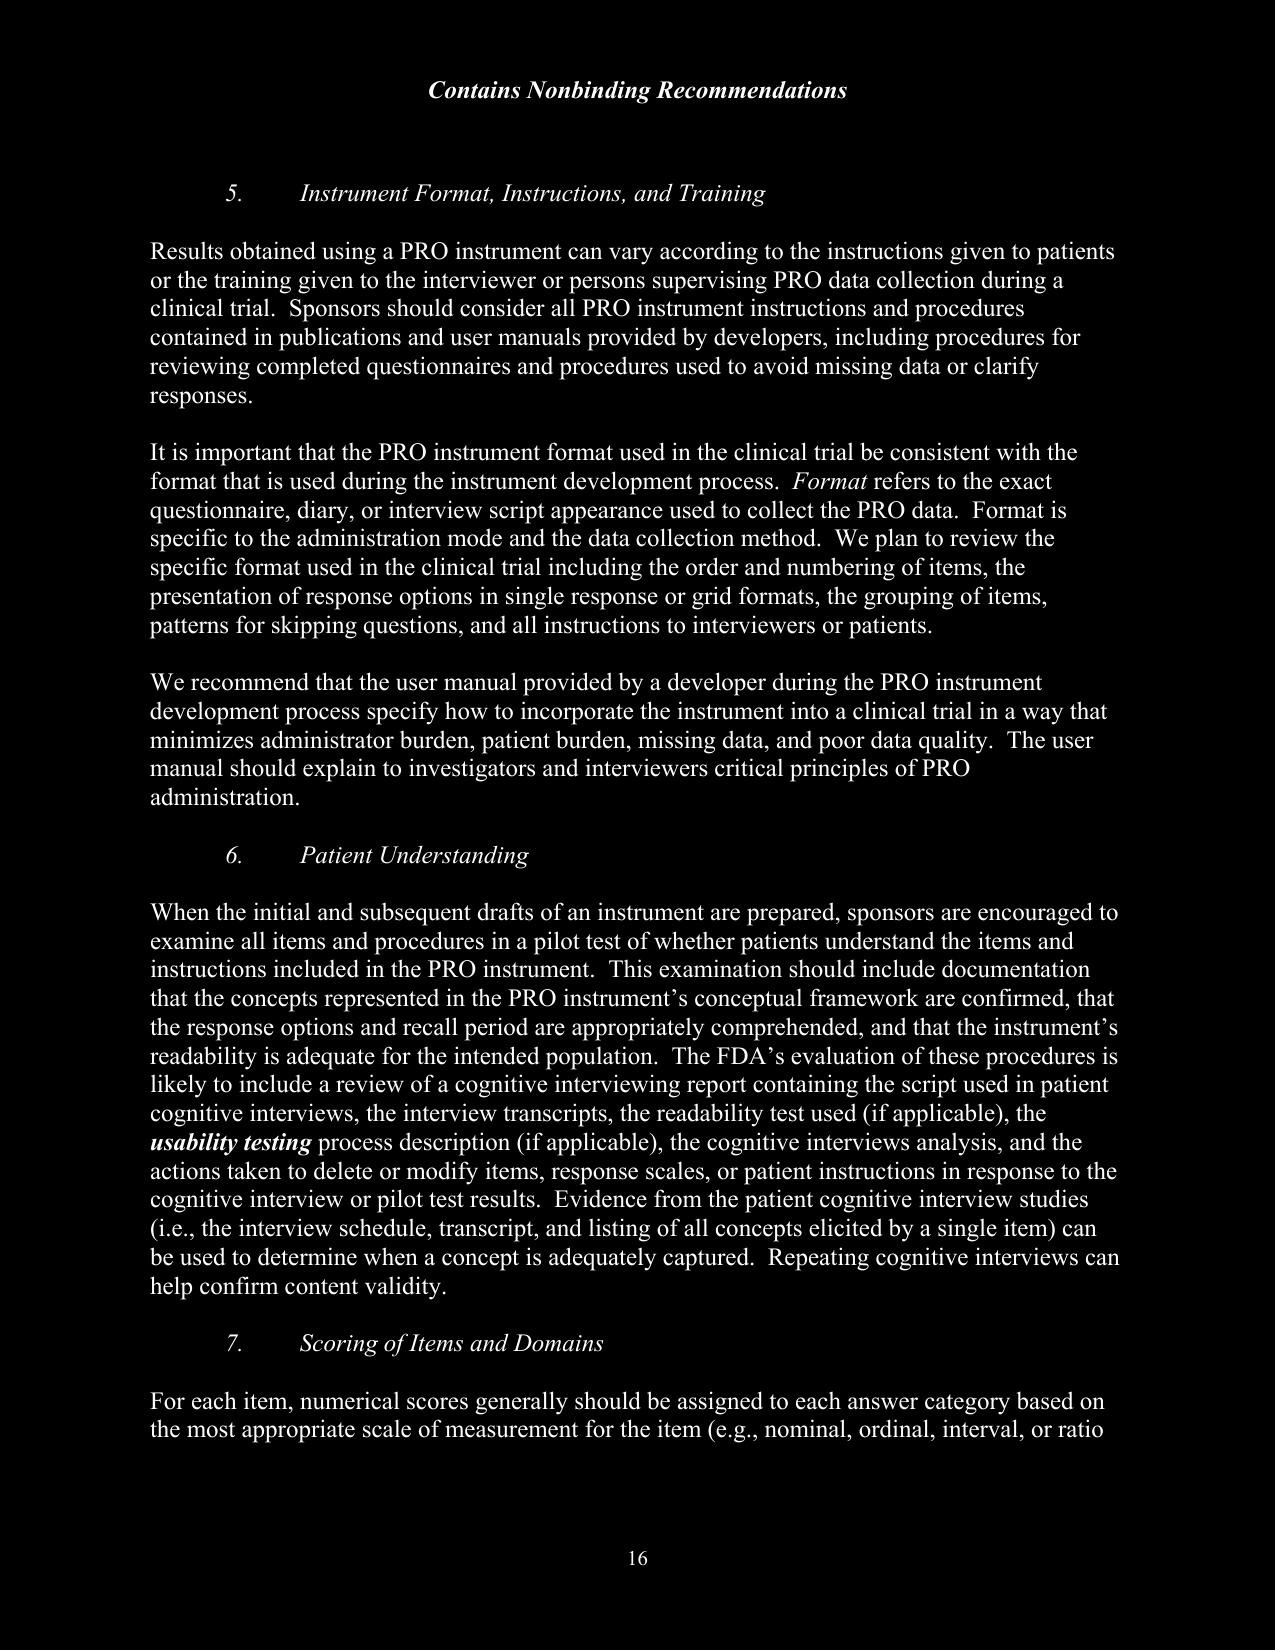 Contains Nonbinding Recommendations
5. Instrument Format, Instructions, and Training
Results obtained using a PRO instrument can vary according to the instructions given to patients
or the training given to the interviewer or persons supervising PRO data collection during a
clinical trial.  Sponsors should consider all PRO instrument instructions and procedures
contained in publications and user manuals provided by developers, including procedures for
reviewing completed questionnaires and procedures used to avoid missing data or clarify
responses.
It is important that the PRO instrument format used in the clinical trial be consistent with the
format that is used during the instrument development process.  Format refers to the exact
questionnaire, diary, or interview script appearance used to collect the PRO data.  Format is
specific to the administration mode and the data collection method.  We plan to review the
specific format used in the clinical trial including the order and numbering of items, the
presentation of response options in single response or grid formats, the grouping of items,
patterns for skipping questions, and all instructions to interviewers or patients.
We recommend that the user manual provided by a developer during the PRO instrument
development process specify how to incorporate the instrument into a clinical trial in a way that
minimizes administrator burden, patient burden, missing data, and poor data quality.  The user
manual should explain to investigators and interviewers critical principles of PRO
administration.
6. Patient Understanding
When the initial and subsequent drafts of an instrument are prepared, sponsors are encouraged to
examine all items and procedures in a pilot test of whether patients understand the items and
instructions included in the PRO instrument.  This examination should include documentation
that the concepts represented in the PRO instrument’s conceptual framework are confirmed, that
the response options and recall period are appropriately comprehended, and that the instrument’s
readability is adequate for the intended population.  The FDA’s evaluation of these procedures is
likely to include a review of a cognitive interviewing report containing the script used in patient
cognitive interviews, the interview transcripts, the readability test used (if applicable), the
usability testing process description (if applicable), the cognitive interviews analysis, and the
actions taken to delete or modify items, response scales, or patient instructions in response to the
cognitive interview or pilot test results.  Evidence from the patient cognitive interview studies
(i.e., the interview schedule, transcript, and listing of all concepts elicited by a single item) can
be used to determine when a concept is adequately captured.  Repeating cognitive interviews can
help confirm content validity.
7. Scoring of Items and Domains
For each item, numerical scores generally should be assigned to each answer category based on
the most appropriate scale of measurement for the item (e.g., nominal, ordinal, interval, or ratio
16